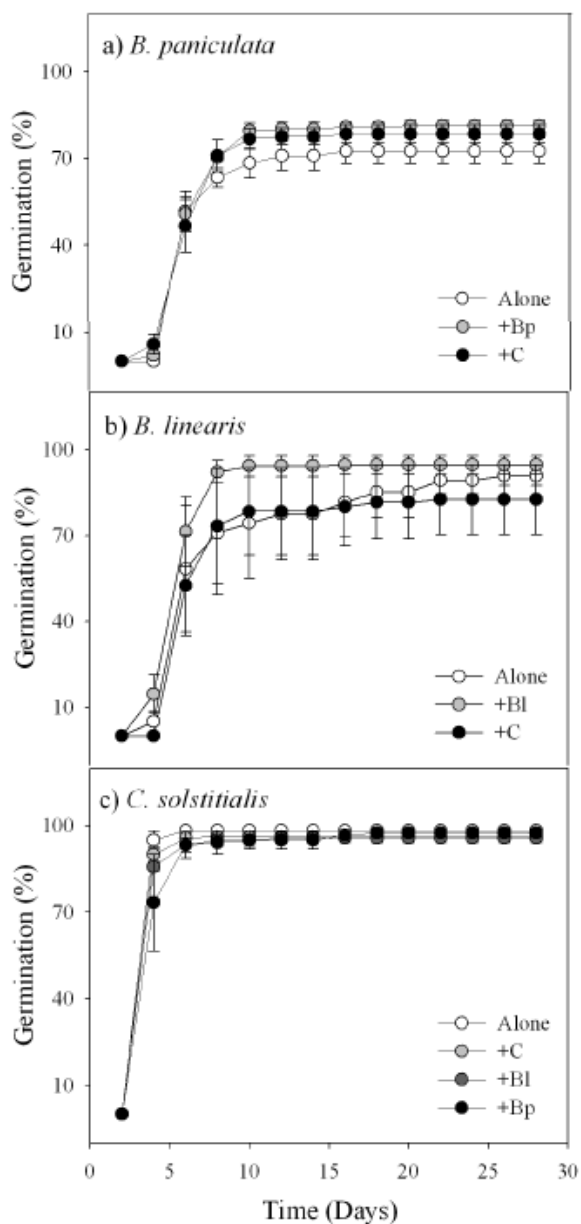 a) B. paniculata
100
70
40
10
Germination (%)
Alone
+Bp
+C
b) B. linearis
100
70
40
10
Germination (%)
Alone
+Bl
+C
c) C. solstitialis
100
70
40
10
Germination (%)
Alone
+C
+Bl
+Bp
0 5 10 15 20 25 30
Time (Days)